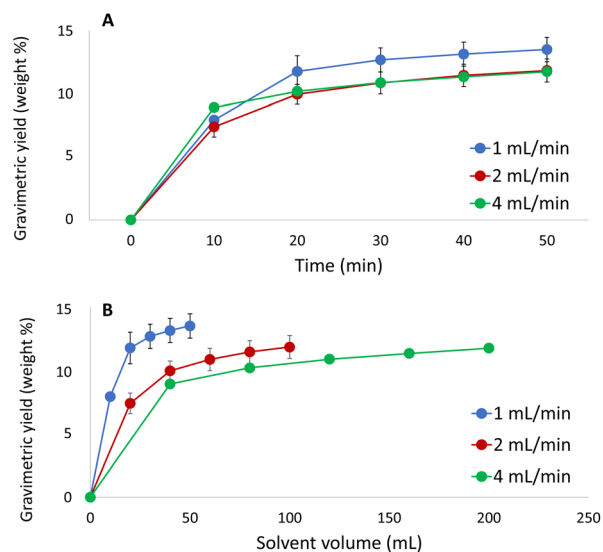 A
15
10
5
0
Gravimetric yield (weight %)
1 mL/min
2 mL/min
4 mL/min
0 10 20 30 40 50
Time (min)
B
15
10
5
0
Gravimetric yield (weight %)
1 mL/min
2 mL/min
4 mL/min
0 50 100 150 200 250
Solvent volume (mL)